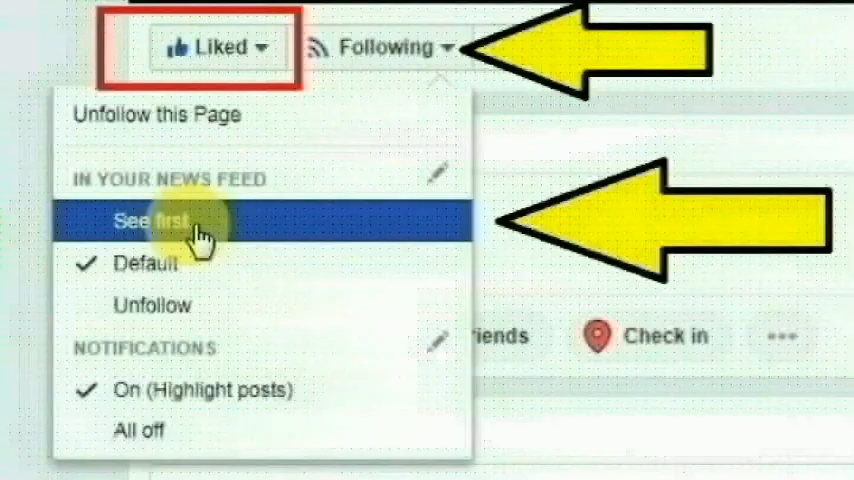 Liked Following
Unfollow this Page
IN YOUR NEWS FEED
See first
Default
Unfollow
NOTIFICATIONS
riends Check in
On (Highlight posts)
All off